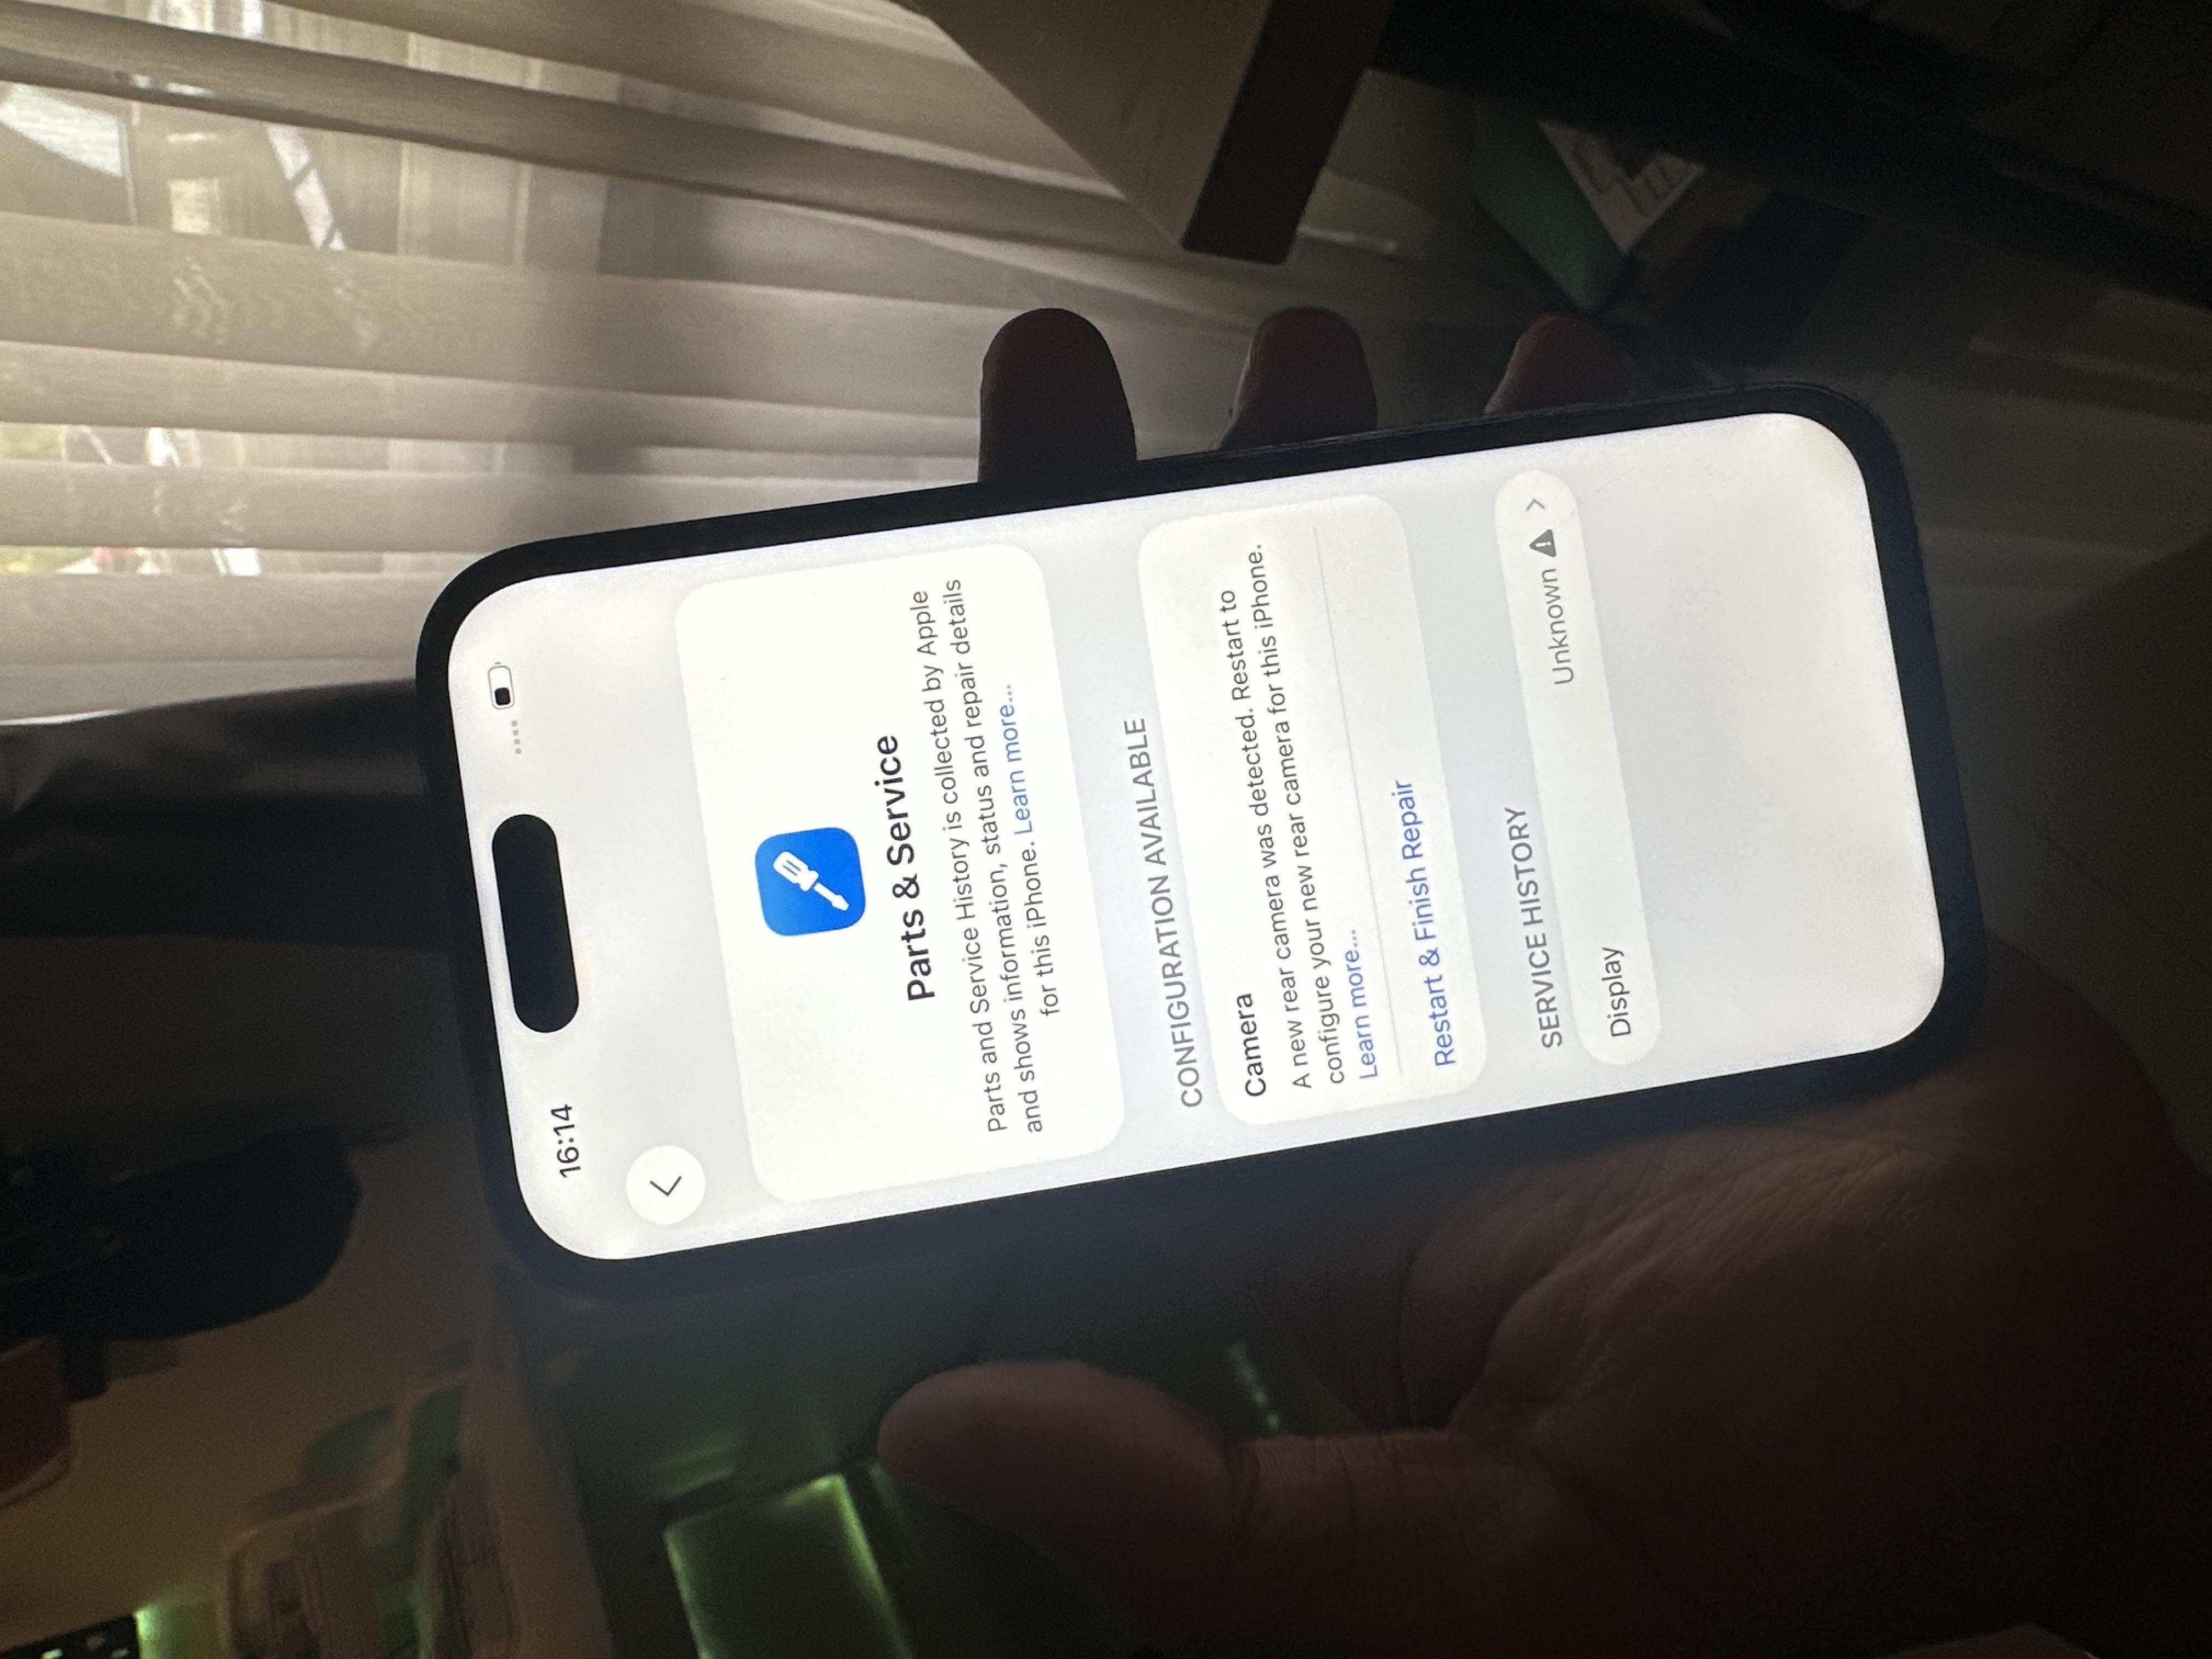 16:14
Parts & Service
Parts and Service History is collected by Apple
and shows information, status and repair details
for this iPhone. Learn more...
CONFIGURATION AVAILABLE
Camera
A new rear camera was detected. Restart to
configure your new rear camera for this iPhone.
Learn more...
Restart & Finish Repair
SERVICE HISTORY
Display Unknown